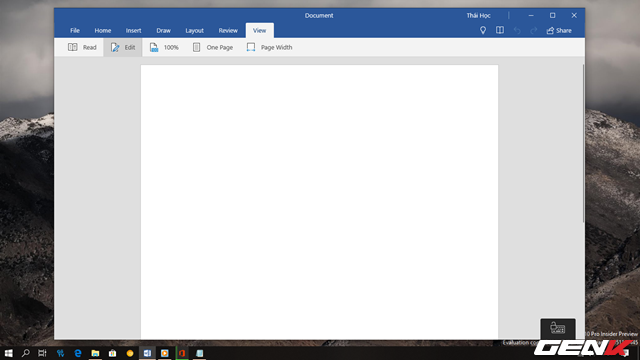 Document
Thái Học
File Home Insert Draw Layout Review View
Share
Read Edit 100% One Page Page Width
Pro Insider Preview
Evaluation
GENK